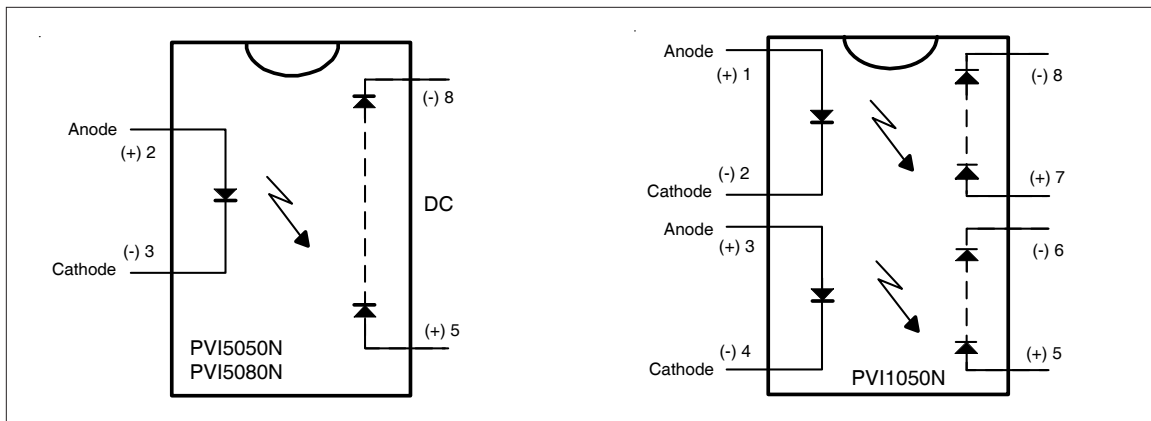 (-) 8
Anode
(+) 2
DC
(-) 3
Cathode
(+) 5
PVI5050N
PVI5080N
Anode
(+) 1
(-) 8
(-) 2
Cathode
(+) 7
Anode
(+) 3
(-) 6
(-) 4
Cathode
(+) 5
PVI1050N